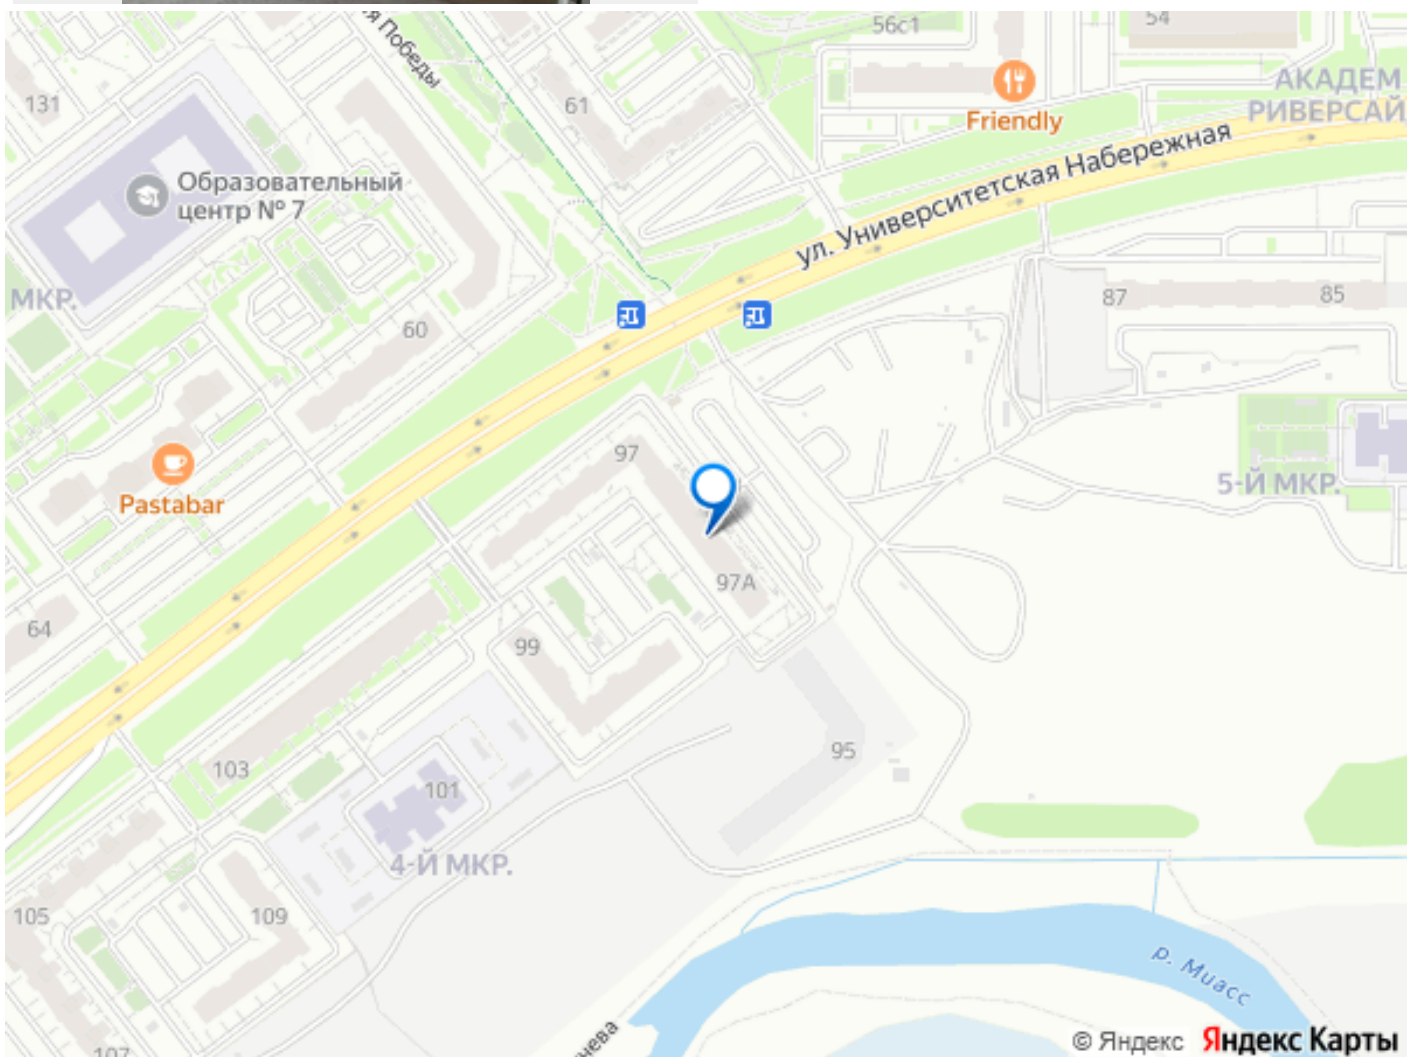 я Победы
56с1
54
131
61
АКАДЕМ
РИВЕРСАЙ
Friendly
ул. Университетская Набережная
Образовательный
центр № 7
МКР.
60
87
85
97
Pastabar
5-Й МКР.
97А
64
99
95
103
101
4-Й МКР.
105
109
р. Миасс
107
нева
© Яндекс Яндекс Карты